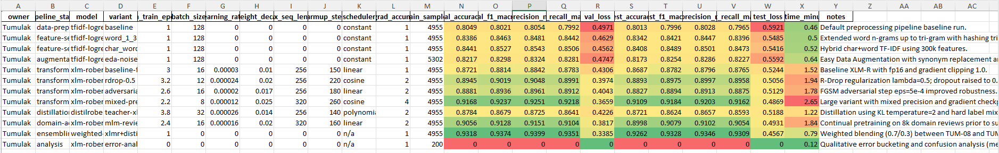 A B C D E F G H I J K L M N O P Q R S T U V W X Y Z AA AB AC
owner peline_sta model variant _train_epo batch_size earning_rat eight_deca x_seq_len armup_ste scheduler grad_accum ain_sample al_accurac al_f1_macr recision_m _recall_ma val_loss est_accurac st_f1_mac recision_m _recall_ma test_loss time_minu notes
Tumulak data-prep tfidf-logre baseline 1 128 0 0 0 0 constant 1 4955 0.8049 0.8021 0.8054 0.7992 0.4971 0.8013 0.7996 0.8028 0.7965 0.5921 0.46 Default preprocessing pipeline baseline run.
Tumulak feature-se tfidf-logre word_1_3 1 128 0 0 0 0 constant 1 4955 0.8386 0.8463 0.8481 0.8442 0.4629 0.8342 0.8421 0.8447 0.8396 0.5485 0.5 Extended word n-grams up to tri-gram with hashing tri
Tumulak feature-se tfidf-logre char_word 1 128 0 0 0 0 constant 1 4955 0.8441 0.8527 0.8543 0.8506 0.4562 0.8408 0.8489 0.8501 0.8473 0.5416 0.52 Hybrid char+word TF-IDF using 300k features.
Tumulak augmenta tfidf-logre eda-noise 1 128 0 0 0 0 constant 1 5302 0.8217 0.8298 0.8324 0.8281 0.4747 0.8173 0.8254 0.8286 0.8227 0.5592 0.64 Easy Data Augmentation with synonym replacement a
Tumulak transform xlm-rober baseline-f 3 16 0.00003 0.01 256 150 linear 1 4955 0.8721 0.8814 0.8842 0.8783 0.4306 0.8687 0.8782 0.8796 0.8765 0.5244 1.52 Baseline XLM-R with fp16 and gradient clipping 1.0.
Tumulak transform xlm-rober rdrop-0.5 3.2 12 0.000024 0.02 256 220 cosine 2 4955 0.8945 0.9019 0.9048 0.8991 0.3974 0.8893 0.8975 0.8997 0.8958 0.5056 1.94 R-Drop regularization lambda=0.5; dropout raised to 0.
Tumulak transform xlm-rober adversaria 2.6 16 0.00002 0.017 256 180 linear 2 4955 0.8881 0.8936 0.8961 0.8912 0.4043 0.8827 0.8894 0.8913 0.8875 0.5129 1.78 FGSM adversarial step eps=5e-4 improved robustness.
Tumulak transform xlm-rober mixed-pre 2.2 8 0.000012 0.025 320 260 cosine 4 4955 0.9168 0.9237 0.9251 0.9218 0.3659 0.9109 0.9184 0.9203 0.9162 0.4869 2.65 Large variant with mixed precision and gradient check
Tumulak distillatio distilrobe teacher-xl 3.8 32 0.000026 0.014 256 140 polynomia 2 4955 0.8784 0.8679 0.8725 0.8641 0.4226 0.8721 0.8624 0.8657 0.8593 0.5188 1.22 Distillation using KL temperature=2 and hard label mix
Tumulak domain-a xlm-rober mlm-revie 2.4 16 0.000016 0.02 320 160 linear 2 4955 0.9056 0.9128 0.9151 0.9104 0.3817 0.8998 0.9079 0.9102 0.9054 0.4931 1.84 Continual pretraining on 8k domain reviews prior to su
Tumulak ensemblin weighted- xlmr+disti 1 0 0 0 0 0 n/a 1 4955 0.9318 0.9374 0.9399 0.9351 0.3385 0.9262 0.9328 0.9346 0.9309 0.4567 0.79 Weighted blending (0.7/0.3) between TUM-08 and TUM
Tumulak analysis xlm-rober error-anal 0 0 0 0 0 0 n/a 1 200 0 0 0 0 0 0 0 0 0 0 0.12 Qualitative error bucketing and confusion analysis (me